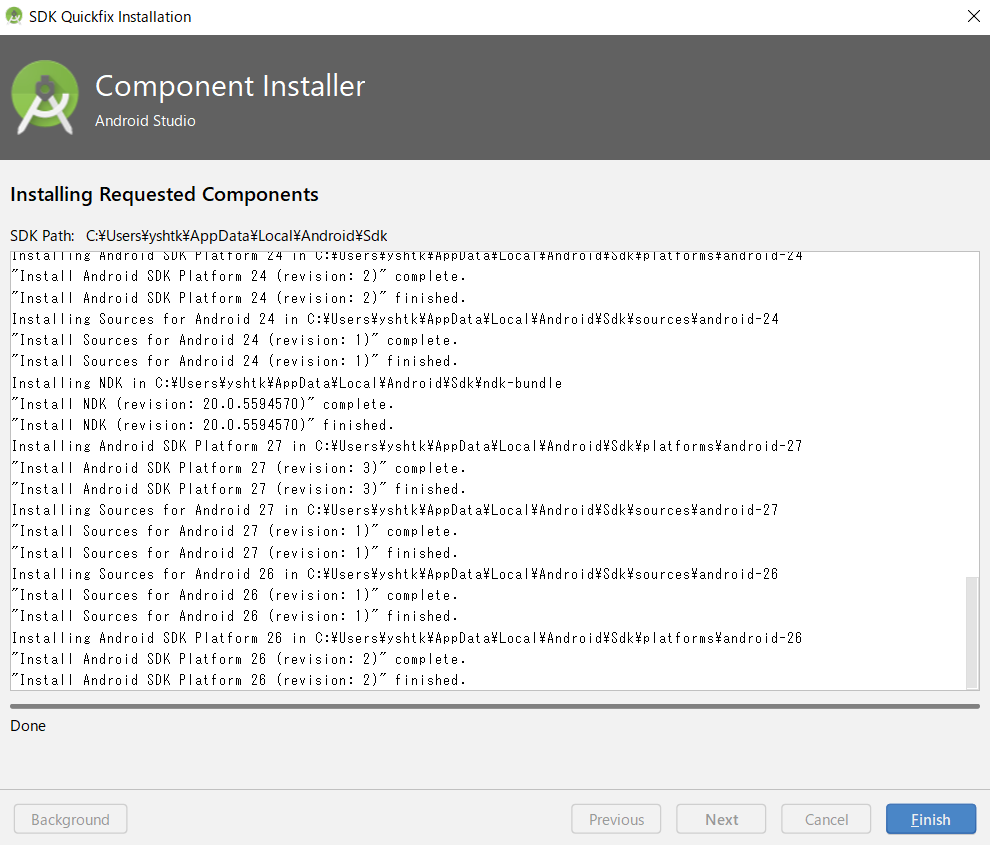 SDK Quickfix Installation
Component Installer
Android Studio
Installing Requested Components
SDK Path: C:¥Users¥yshtk¥AppData¥Local¥Android¥Sdk
Installing Android SDK Platform 24 in C:¥Users¥yshtk¥AppData¥Local¥Android¥Sdk¥platforms¥android-24
"Install Android SDK Platform 24 (revision: 2)" complete.
"Install Android SDK Platform 24 (revision: 2)" finished.
Installing Sources for Android 24 in C:¥Users¥yshtk¥AppData¥Local¥Android¥Sdk¥sources¥android-24
"Install Sources for Android 24 (revision: 1)" complete.
"Install Sources for Android 24 (revision: 1)" finished.
Installing NDK in C:¥Users¥yshtk¥AppData¥Local¥Android¥Sdk¥ndk-bundle
"Install NDK (revision: 20.0.5594570)" complete.
"Install NDK (revision: 20.0.5594570)" finished.
Installing Android SDK Platform 27 in C:¥Users¥yshtk¥AppData¥Local¥Android¥Sdk¥platforms¥android-27
"Install Android SDK Platform 27 (revision: 3)" complete.
"Install Android SDK Platform 27 (revision: 3)" finished.
Installing Sources for Android 27 in C:¥Users¥yshtk¥AppData¥Local¥Android¥Sdk¥sources¥android-27
"Install Sources for Android 27 (revision: 1)" complete.
"Install Sources for Android 27 (revision: 1)" finished.
Installing Sources for Android 26 in C:¥Users¥yshtk¥AppData¥Local¥Android¥Sdk¥sources¥android-26
"Install Sources for Android 26 (revision: 1)" complete.
"Install Sources for Android 26 (revision: 1)" finished.
Installing Android SDK Platform 26 in C:¥Users¥yshtk¥AppData¥Local¥Android¥Sdk¥platforms¥android-26
"Install Android SDK Platform 26 (revision: 2)" complete.
"Install Android SDK Platform 26 (revision: 2)" finished.
Done
Background Previous Next Cancel Finish